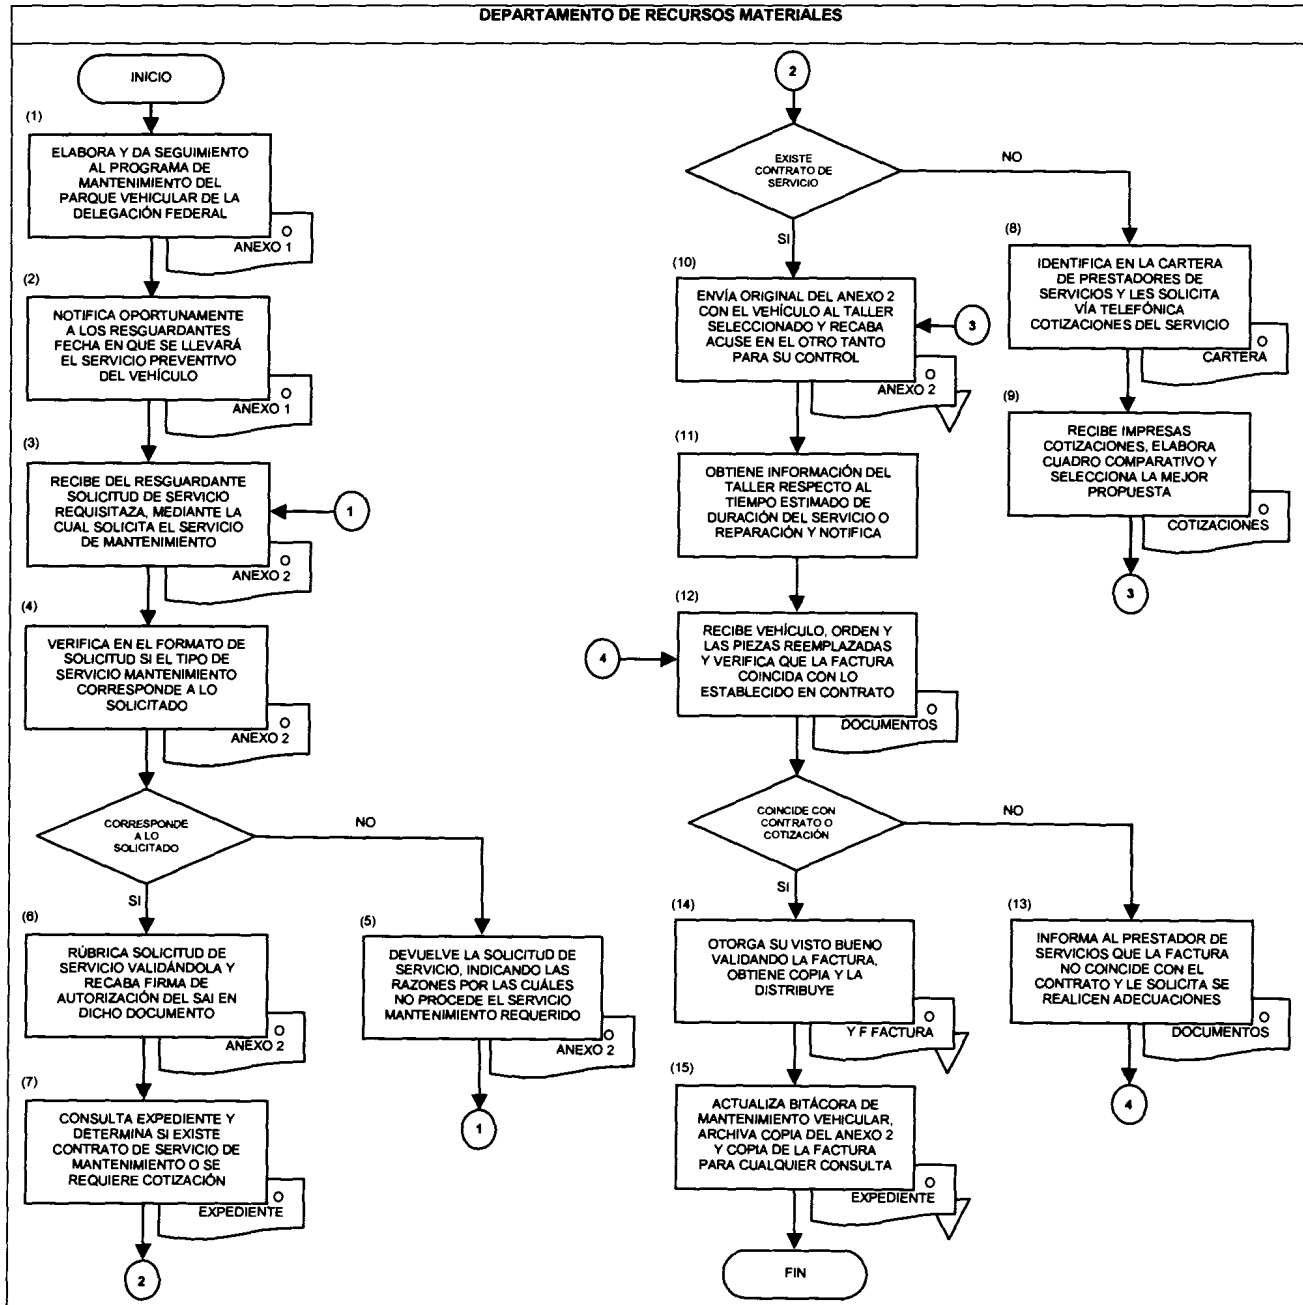 DEPARTAMENTO DE RECURSOS MATERIALES
INICIO
(1)
ELABORA Y DA SEGUIMIENTO
AL PROGRAMA DE
MANTENIMIENTO DEL
PARQUE VEHICULAR DE LA
DELEGACIÓN FEDERAL
O
ANEXO 1
(2)
NOTIFICA OPORTUNAMENTE
A LOS RESGUARDANTES
FECHA EN QUE SE LLEVARÁ
EL SERVICIO PREVENTIVO
DEL VEHÍCULO
O
ANEXO 1
(3)
RECIBE DEL RESGUARDANTE
SOLICITUD DE SERVICIO
REQUISITAZA, MEDIANTE LA
CUAL SOLICITA EL SERVICIO
DE MANTENIMIENTO
1
O
ANEXO 2
(4)
VERIFICA EN EL FORMATO DE
SOLICITUD SI EL TIPO DE
SERVICIO MANTENIMIENTO
CORRESPONDE A LO
SOLICITADO
O
ANEXO 2
CORRESPONDE
A LO
SOLICITADO
NO
SI
(6)
RÚBRICA SOLICITUD DE
SERVICIO VALIDÁNDOLA Y
RECABA FIRMA DE
AUTORIZACIÓN DEL SAI EN
DICHO DOCUMENTO
O
ANEXO 2
(5)
DEVUELVE LA SOLICITUD DE
SERVICIO, INDICANDO LAS
RAZONES POR LAS CUÁLES
NO PROCEDE EL SERVICIO
MANTENIMIENTO REQUERIDO
O
ANEXO 2
1
(7)
CONSULTA EXPEDIENTE Y
DETERMINA SI EXISTE
CONTRATO DE SERVICIO DE
MANTENIMIENTO O SE
REQUIERE COTIZACIÓN
O
EXPEDIENTE
2
2
EXISTE
CONTRATO DE
SERVICIO
NO
SI
(8)
IDENTIFICA EN LA CARTERA
DE PRESTADORES DE
SERVICIOS Y LES SOLICITA
VÍA TELEFÓNICA
COTIZACIONES DEL SERVICIO
O
CARTERA
(9)
RECIBE IMPRESAS
COTIZACIONES, ELABORA
CUADRO COMPARATIVO Y
SELECCIONA LA MEJOR
PROPUESTA
O
COTIZACIONES
3
(10)
ENVÍA ORIGINAL DEL ANEXO 2
CON EL VEHÍCULO AL TALLER
SELECCIONADO Y RECABA
ACUSE EN EL OTRO TANTO
PARA SU CONTROL
3
O
ANEXO 2
(11)
OBTIENE INFORMACIÓN DEL
TALLER RESPECTO AL
TIEMPO ESTIMADO DE
DURACIÓN DEL SERVICIO O
REPARACIÓN Y NOTIFICA
(12)
4
RECIBE VEHÍCULO, ORDEN Y
LAS PIEZAS REEMPLAZADAS
Y VERIFICA QUE LA FACTURA
COINCIDA CON LO
ESTABLECIDO EN CONTRATO
O
DOCUMENTOS
COINCIDE CON
CONTRATO O
COTIZACIÓN
NO
SI
(14)
OTORGA SU VISTO BUENO
VALIDANDO LA FACTURA,
OBTIENE COPIA Y LA
DISTRIBUYE
O
Y F FACTURA
(13)
INFORMA AL PRESTADOR DE
SERVICIOS QUE LA FACTURA
NO COINCIDE CON EL
CONTRATO Y LE SOLICITA SE
REALICEN ADECUACIONES
O
DOCUMENTOS
4
(15)
ACTUALIZA BITÁCORA DE
MANTENIMIENTO VEHICULAR,
ARCHIVA COPIA DEL ANEXO 2
Y COPIA DE LA FACTURA
PARA CUALQUIER CONSULTA
O
EXPEDIENTE
FIN